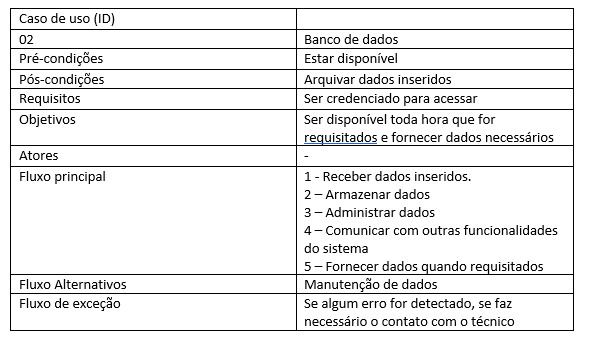 Caso de uso (ID)
02 Banco de dados
Pré-condições Estar disponível
Pós-condições Arquivar dados inseridos
Requisitos Ser credenciado para acessar
Objetivos Ser disponível toda hora que for
requisitados e fornecer dados necessários
Atores -
Fluxo principal 1 - Receber dados inseridos.
2 – Armazenar dados
3 – Administrar dados
4 – Comunicar com outras funcionalidades
do sistema
5 – Fornecer dados quando requisitados
Fluxo Alternativos Manutenção de dados
Fluxo de exceção Se algum erro for detectado, se faz
necessário o contato com o técnico